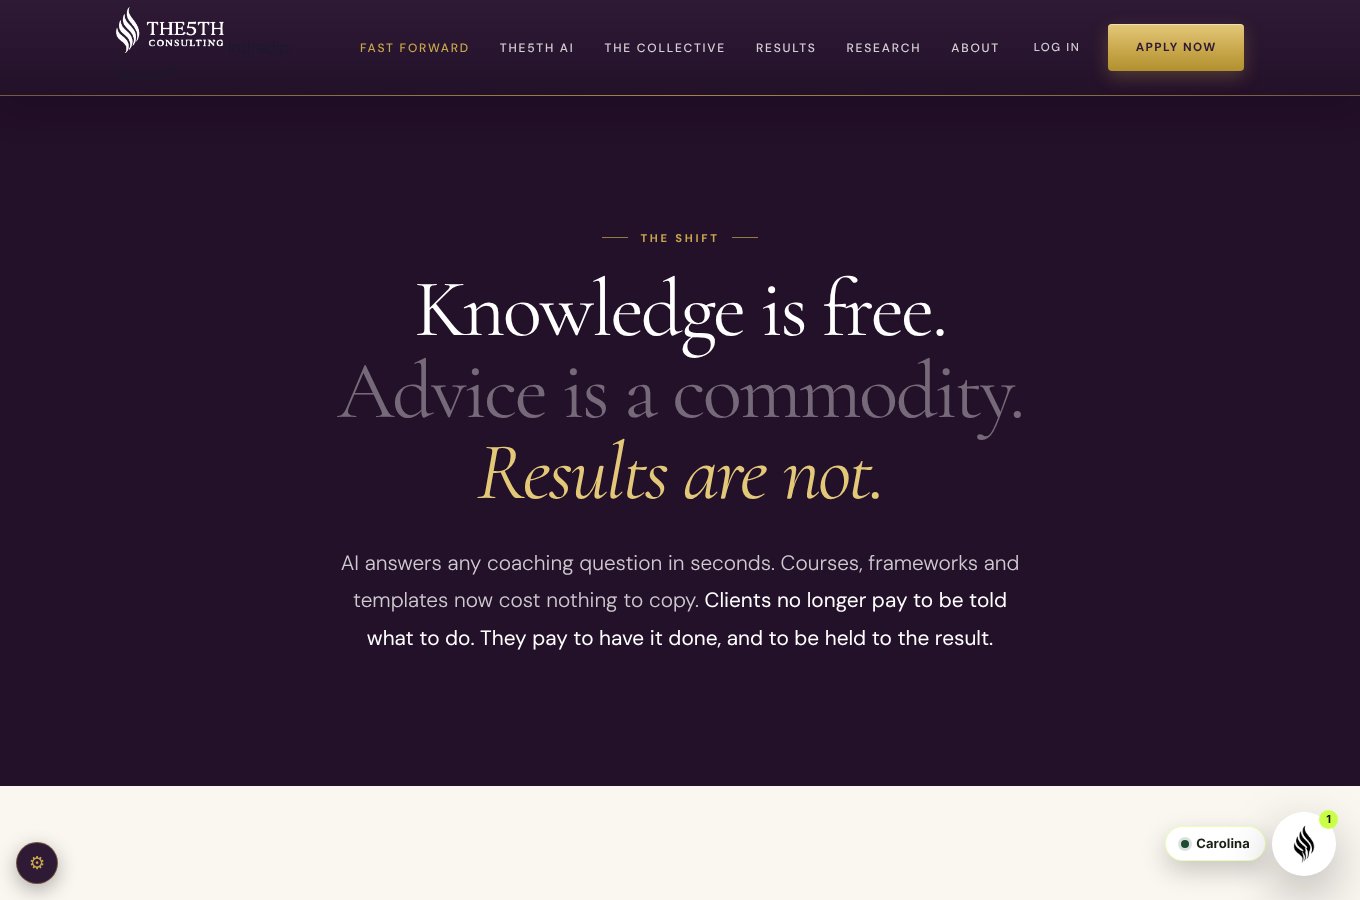 THE5TH
CONSULTING
FAST FORWARD
THE5TH AI
THE COLLECTIVE
RESULTS
RESEARCH
ABOUT
LOG IN
APPLY NOW
THE SHIFT
Knowledge is free.
Advice is a commodity.
Results are not.
AI answers any coaching question in seconds. Courses, frameworks and
templates now cost nothing to copy. Clients no longer pay to be told
what to do. They pay to have it done, and to be held to the result.
1
Carolina